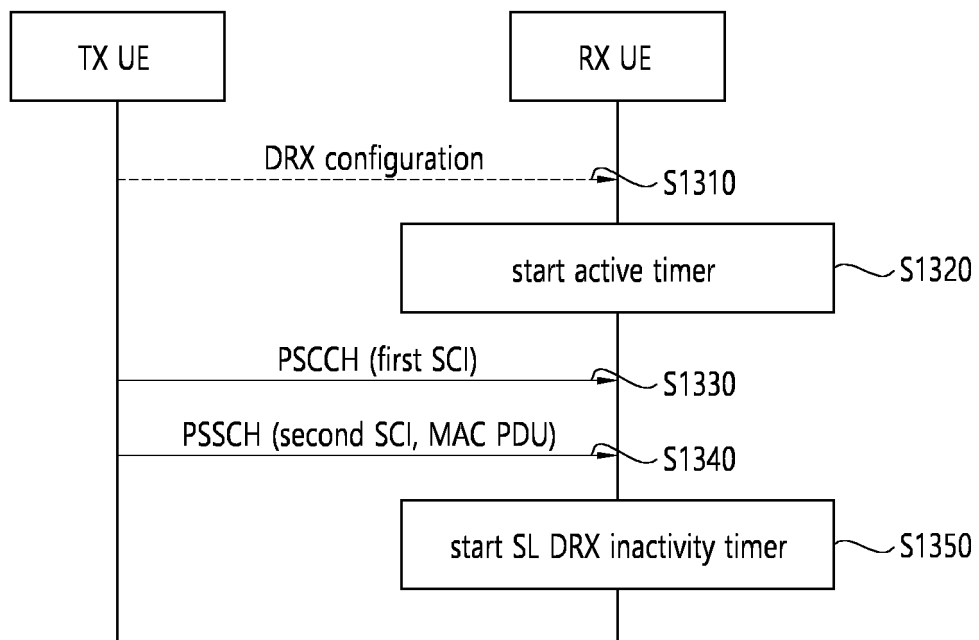 TX UE
RX UE
DRX configuration
S1310
start active timer
S1320
PSCCH (first SCI)
S1330
PSSCH (second SCI, MAC PDU)
S1340
start SL DRX inactivity timer
S1350